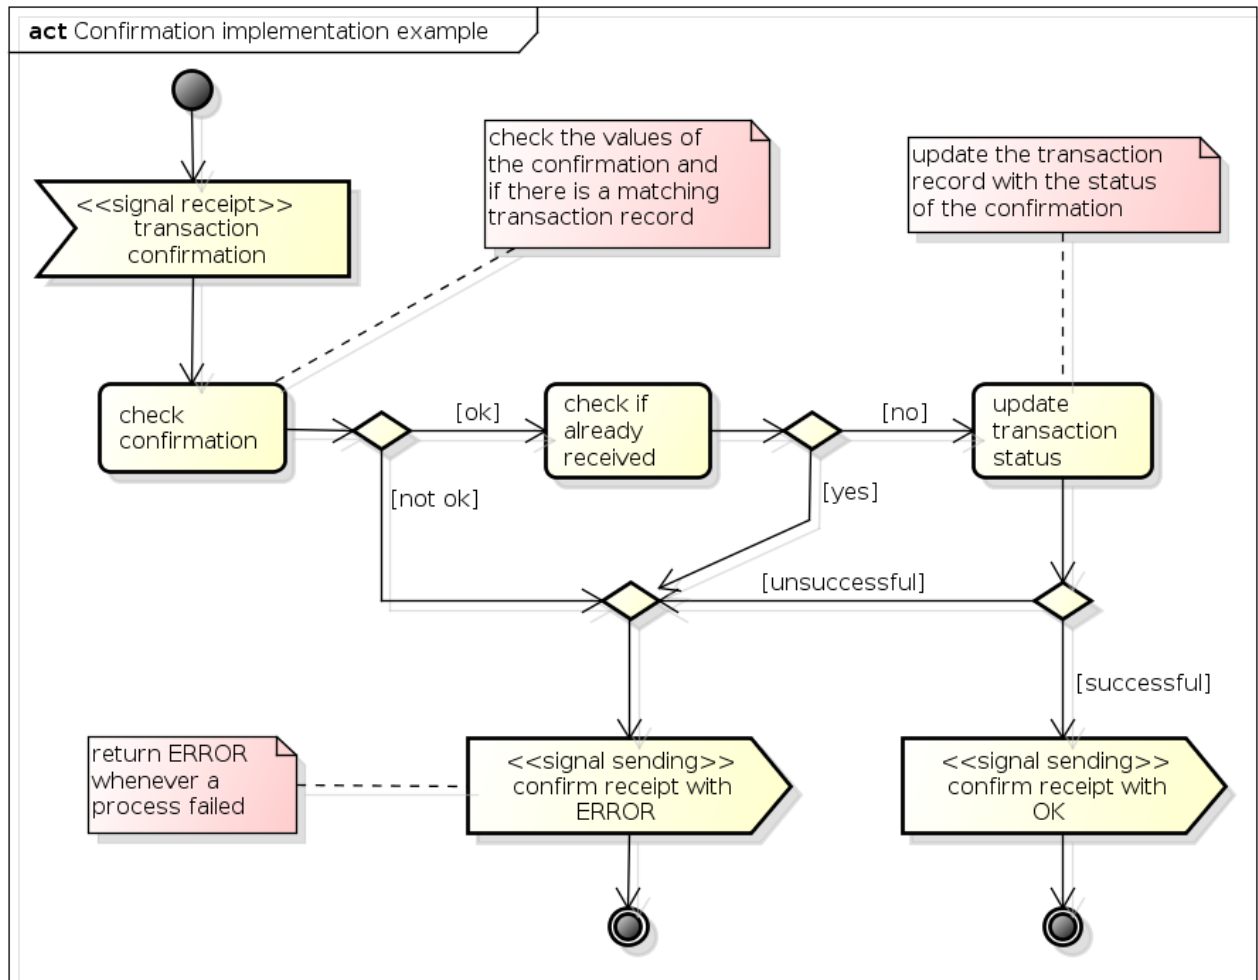 act Confirmation implementation example
check the values of
the confirmation and
if there is a matching
transaction record
update the transaction
record with the status
of the confirmation
<<signal receipt>>
transaction
confirmation
check
confirmation
[ok]
check if
already
received
[no]
update
transaction
status
[not ok]
[yes]
[unsuccessful]
[successful]
return ERROR
whenever a
process failed
<<signal sending>>
confirm receipt with
ERROR
<<signal sending>>
confirm receipt with
OK